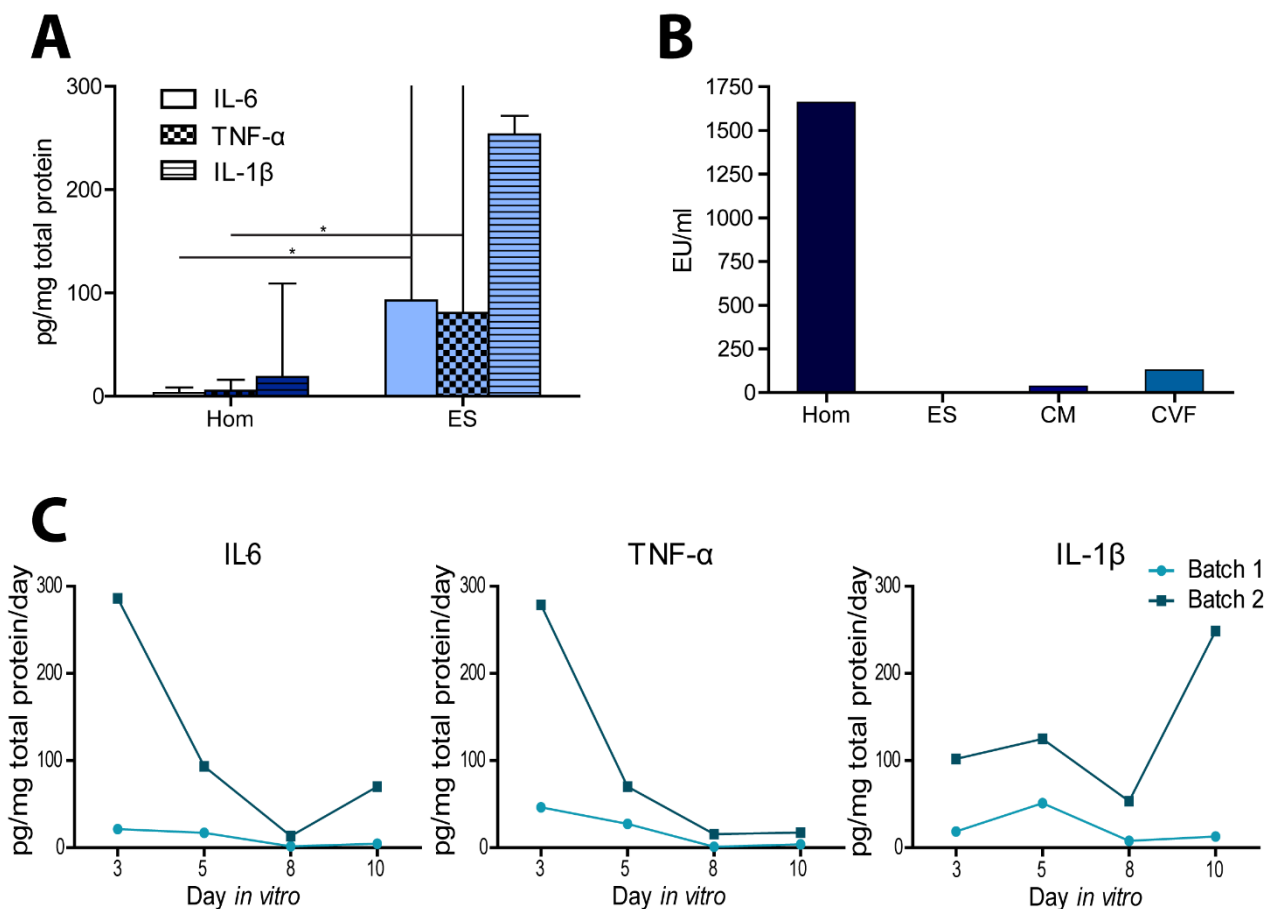 A
300
200
100
0
pg/mg total protein
IL-6
TNF-α
IL-1β
*
*
Hom ES
B
1750
1500
1250
1000
750
500
250
0
EU/ml
Hom ES CM CVF
C
IL6
pg/mg total protein/day
300
200
100
0
3 5 8 10
Day in vitro
TNF-α
pg/mg total protein/day
300
200
100
0
3 5 8 10
Day in vitro
IL-1β
Batch 1
Batch 2
pg/mg total protein/day
300
200
100
0
3 5 8 10
Day in vitro